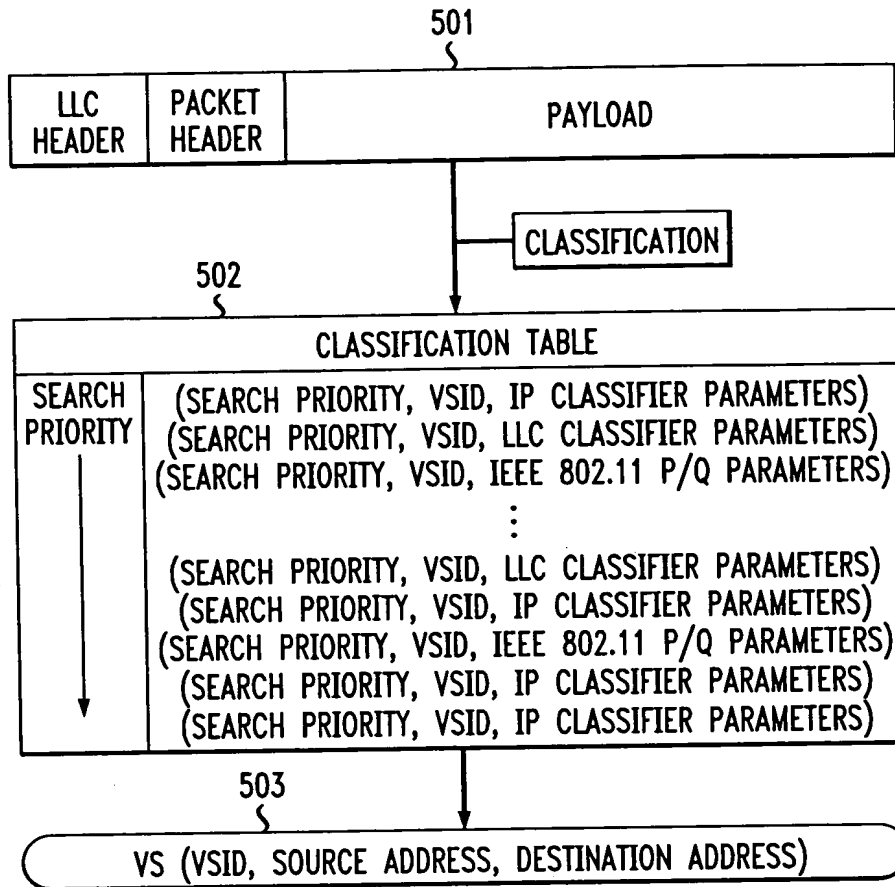 501
LLC HEADER
PACKET HEADER
PAYLOAD
CLASSIFICATION
502
CLASSIFICATION TABLE
SEARCH PRIORITY
(SEARCH PRIORITY, VSID, IP CLASSIFIER PARAMETERS)
(SEARCH PRIORITY, VSID, LLC CLASSIFIER PARAMETERS)
(SEARCH PRIORITY, VSID, IEEE 802.11 P/Q PARAMETERS)
⋮
(SEARCH PRIORITY, VSID, LLC CLASSIFIER PARAMETERS)
(SEARCH PRIORITY, VSID, IP CLASSIFIER PARAMETERS)
(SEARCH PRIORITY, VSID, IEEE 802.11 P/Q PARAMETERS)
(SEARCH PRIORITY, VSID, IP CLASSIFIER PARAMETERS)
(SEARCH PRIORITY, VSID, IP CLASSIFIER PARAMETERS)
503
VS (VSID, SOURCE ADDRESS, DESTINATION ADDRESS)